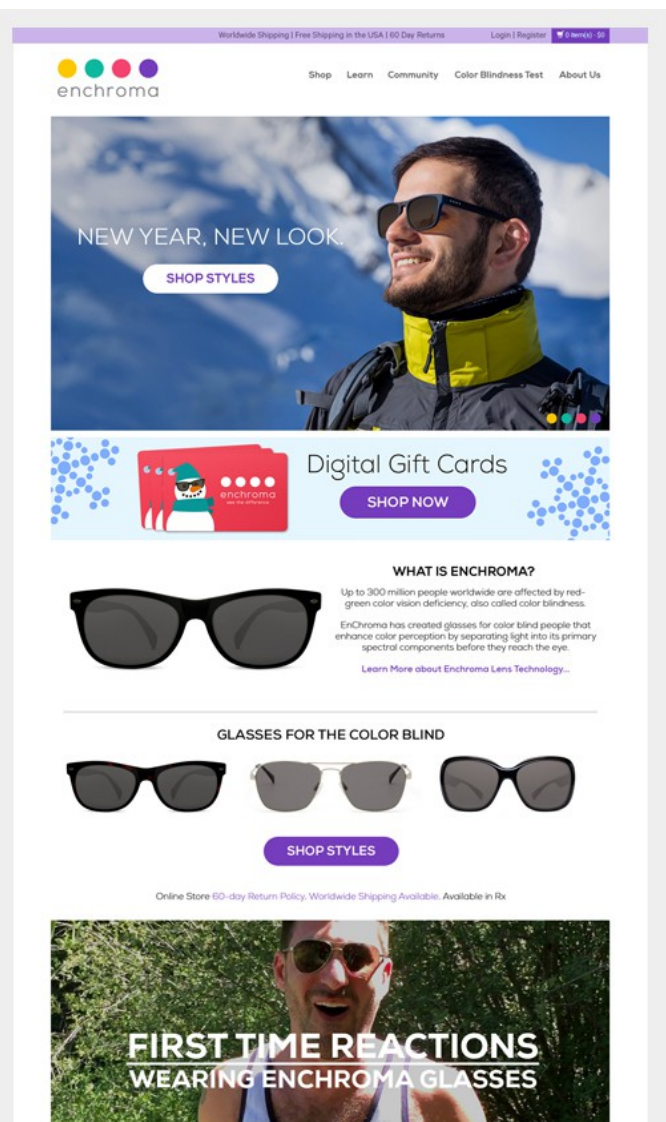 Worldwide Shipping | Free Shipping in the USA | 60 Day Returns
Login | Register
0 item(s) - $0
enchroma
Shop
Learn
Community
Color Blindness Test
About Us
NEW YEAR, NEW LOOK.
SHOP STYLES
enchroma
see the difference
Digital Gift Cards
SHOP NOW
WHAT IS ENCHROMA?
Up to 300 million people worldwide are affected by red-
green color vision deficiency, also called color blindness.
EnChroma has created glasses for color blind people that
enhance color perception by separating light into its primary
spectral components before they reach the eye.
Learn More about Enchroma Lens Technology...
GLASSES FOR THE COLOR BLIND
SHOP STYLES
Online Store 60-day Return Policy. Worldwide Shipping Available. Available in Rx
FIRST TIME REACTIONS
WEARING ENCHROMA GLASSES